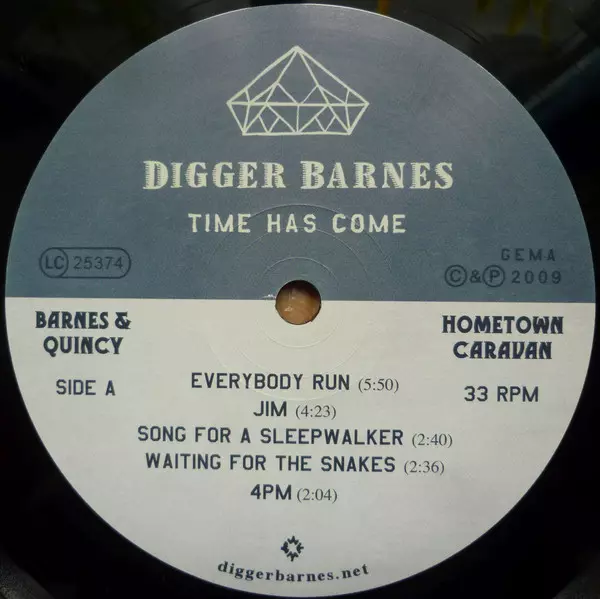 DIGGER BARNES
TIME HAS COME
LC 25374
GEMA
©&℗2009
BARNES &
QUINCY
HOMETOWN
CARAVAN
SIDE A
33 RPM
EVERYBODY RUN (5:50)
JIM (4:23)
SONG FOR A SLEEPWALKER (2:40)
WAITING FOR THE SNAKES (2:36)
4PM (2:04)
diggerbarnes.net